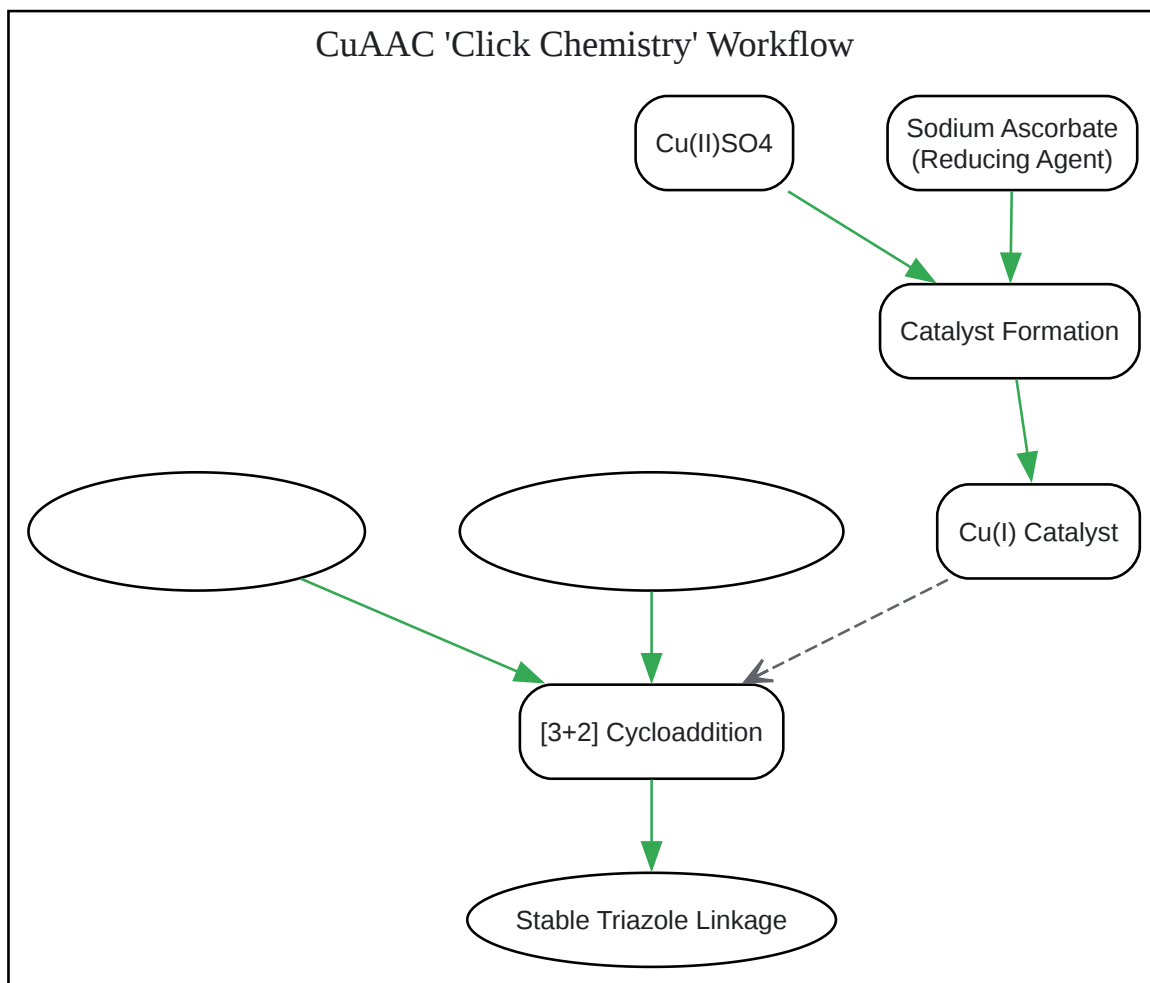 CuAAC 'Click Chemistry' Workflow
Cu(II)SO4
Sodium Ascorbate
(Reducing Agent)
Catalyst Formation
Cu(I) Catalyst
[3+2] Cycloaddition
Stable Triazole Linkage